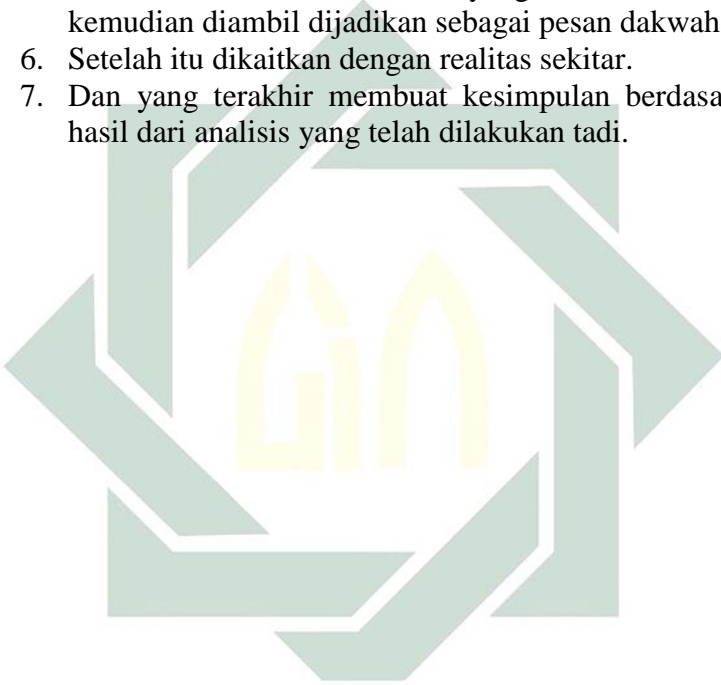 kemudian diambil dijadikan sebagai pesan dakwah
6. Setelah itu dikaitkan dengan realitas sekitar.
7. Dan yang terakhir membuat kesimpulan berdasa
hasil dari analisis yang telah dilakukan tadi.